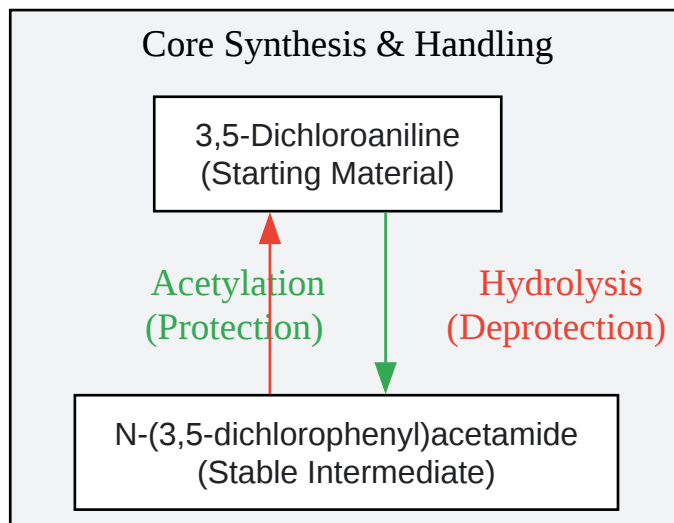 Core Synthesis & Handling
3,5-Dichloroaniline
(Starting Material)
Acetylation
(Protection)
Hydrolysis
(Deprotection)
N-(3,5-dichlorophenyl)acetamide
(Stable Intermediate)